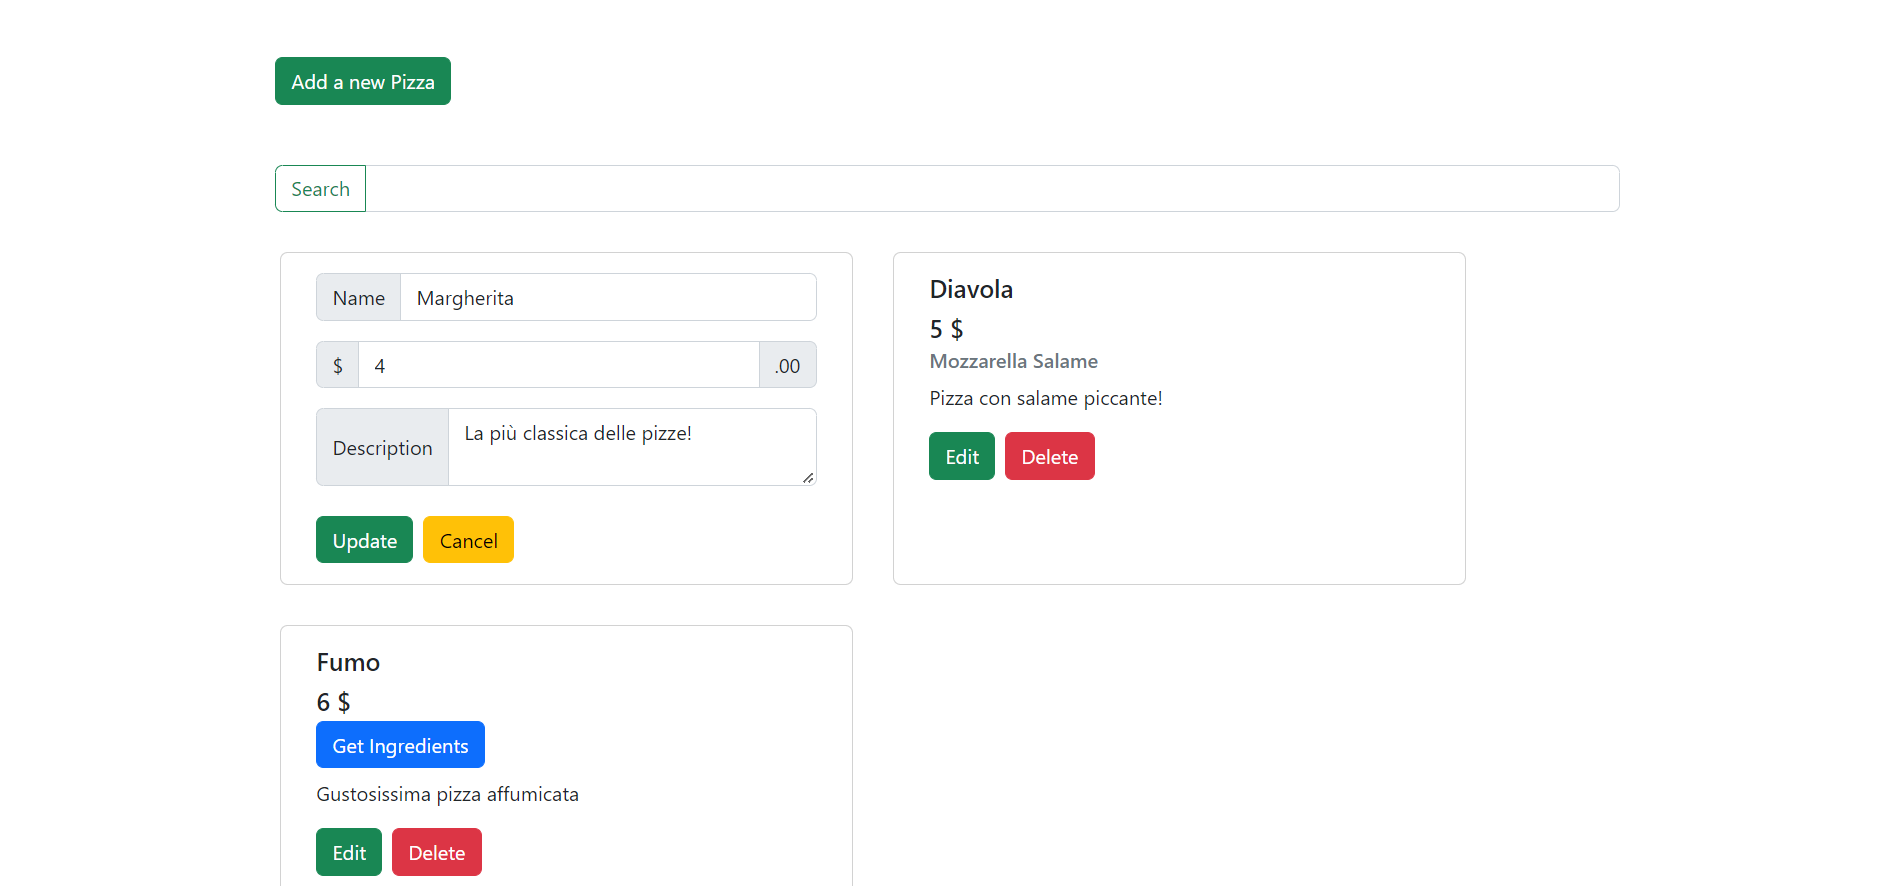 Add a new Pizza
Search
Name Margherita
$ 4 .00
Description La più classica delle pizze!
Update Cancel
Diavola
5 $
Mozzarella Salame
Pizza con salame piccante!
Edit Delete
Fumo
6 $
Get Ingredients
Gustosissima pizza affumicata
Edit Delete